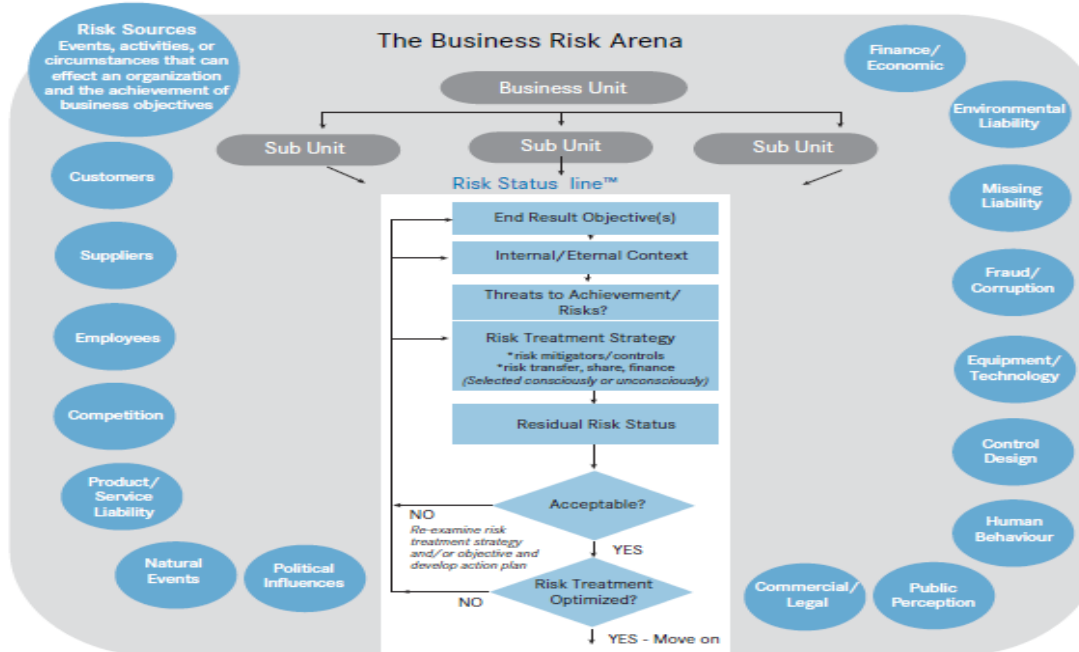 Risk Sources
Events, activities, or
circumstances that can
effect an organization
and the achievement of
business objectives
The Business Risk Arena
Business Unit
Sub Unit
Sub Unit
Sub Unit
Risk Status line™
End Result Objective(s)
Internal/Eternal Context
Threats to Achievement/
Risks?
Risk Treatment Strategy
*risk mitigators/controls
*risk transfer, share, finance
(Selected consciously or unconsciously)
Residual Risk Status
Acceptable?
NO
Re-examine risk
treatment strategy
and/or objective and
develop action plan
YES
Risk Treatment
Optimized?
NO
YES - Move on
Customers
Suppliers
Employees
Competition
Product/
Service
Liability
Natural
Events
Political
Influences
Finance/
Economic
Environmental
Liability
Missing
Liability
Fraud/
Corruption
Equipment/
Technology
Control
Design
Human
Behaviour
Public
Perception
Commercial/
Legal